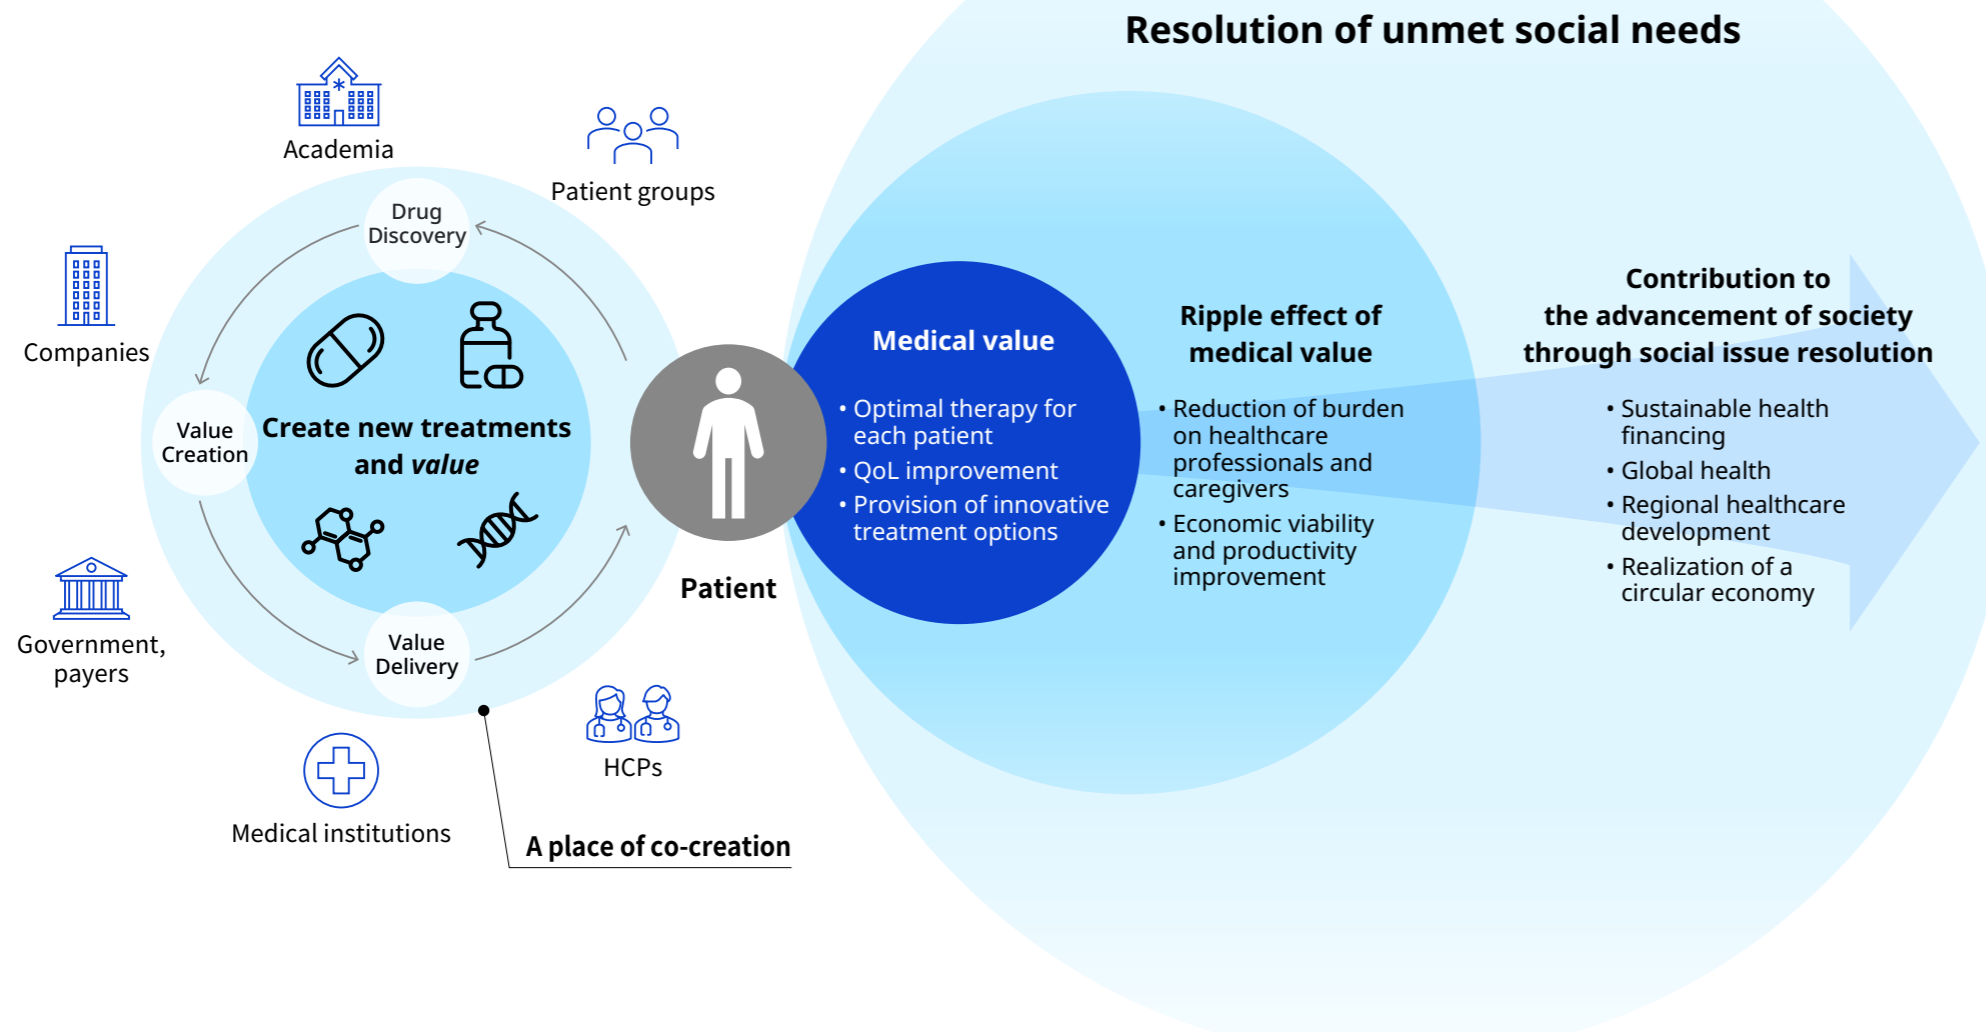 Resolution of unmet social needs
Academia
Patient groups
Companies
Government,
payers
Medical institutions
HCPs
A place of co-creation
Drug
Discovery
Value
Creation
Value
Delivery
Create new treatments
and value
Patient
Medical value
• Optimal therapy for
each patient
• QoL improvement
• Provision of innovative
treatment options
Ripple effect of
medical value
• Reduction of burden
on healthcare
professionals and
caregivers
• Economic viability
and productivity
improvement
Contribution to
the advancement of society
through social issue resolution
• Sustainable health
financing
• Global health
• Regional healthcare
development
• Realization of a
circular economy